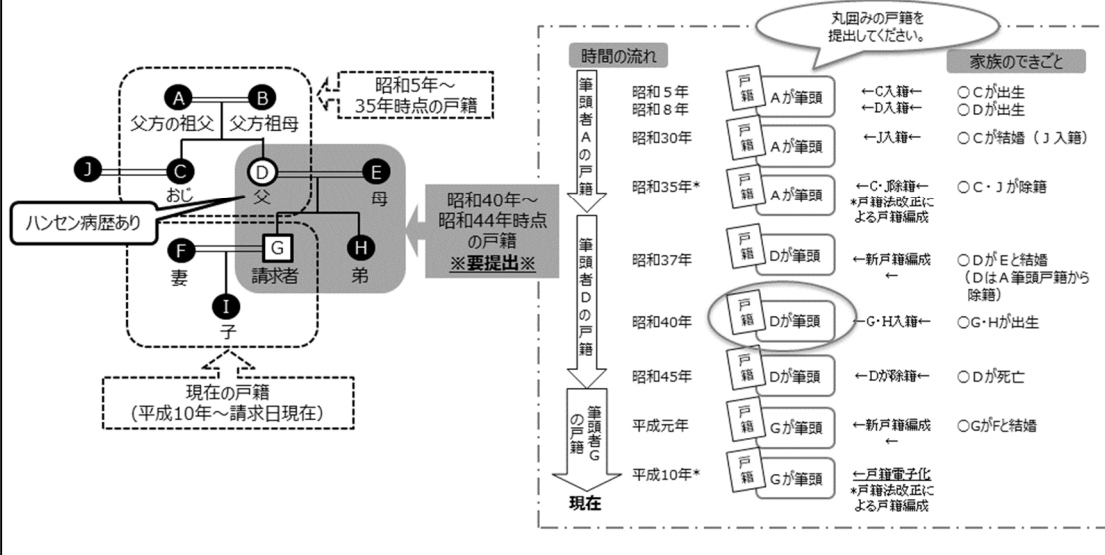 昭和5年～
35年時点の戸籍
A
B
父方の祖父
父方祖母
J
C
D
E
おじ
父
母
ハンセン病歴あり
昭和40年～
昭和44年時点
の戸籍
※要提出※
F
G
H
妻
請求者
弟
I
子
現在の戸籍
（平成10年～請求日現在）
丸囲みの戸籍を
提出してください。
時間の流れ
家族のできごと
筆頭者Aの戸籍
筆頭者Dの戸籍
筆頭者G
の戸籍
現在
昭和５年
戸籍
Aが筆頭
←C入籍←
○Cが出生
昭和８年
←D入籍←
○Dが出生
昭和30年
戸籍
Aが筆頭
←J入籍←
○Cが結婚（J入籍）
昭和35年*
戸籍
Aが筆頭
←C・J除籍←
○C・Jが除籍
*戸籍法改正に
よる戸籍編成
昭和37年
戸籍
Dが筆頭
←新戸籍編成
←
○DがEと結婚
（DはA筆頭戸籍から
除籍）
昭和40年
戸籍
Dが筆頭
←G・H入籍←
○G・Hが出生
昭和45年
戸籍
Dが筆頭
←Dが除籍←
○Dが死亡
平成元年
戸籍
Gが筆頭
←新戸籍編成
←
○GがFと結婚
平成10年*
戸籍
Gが筆頭
←戸籍電子化
*戸籍法改正に
よる戸籍編成